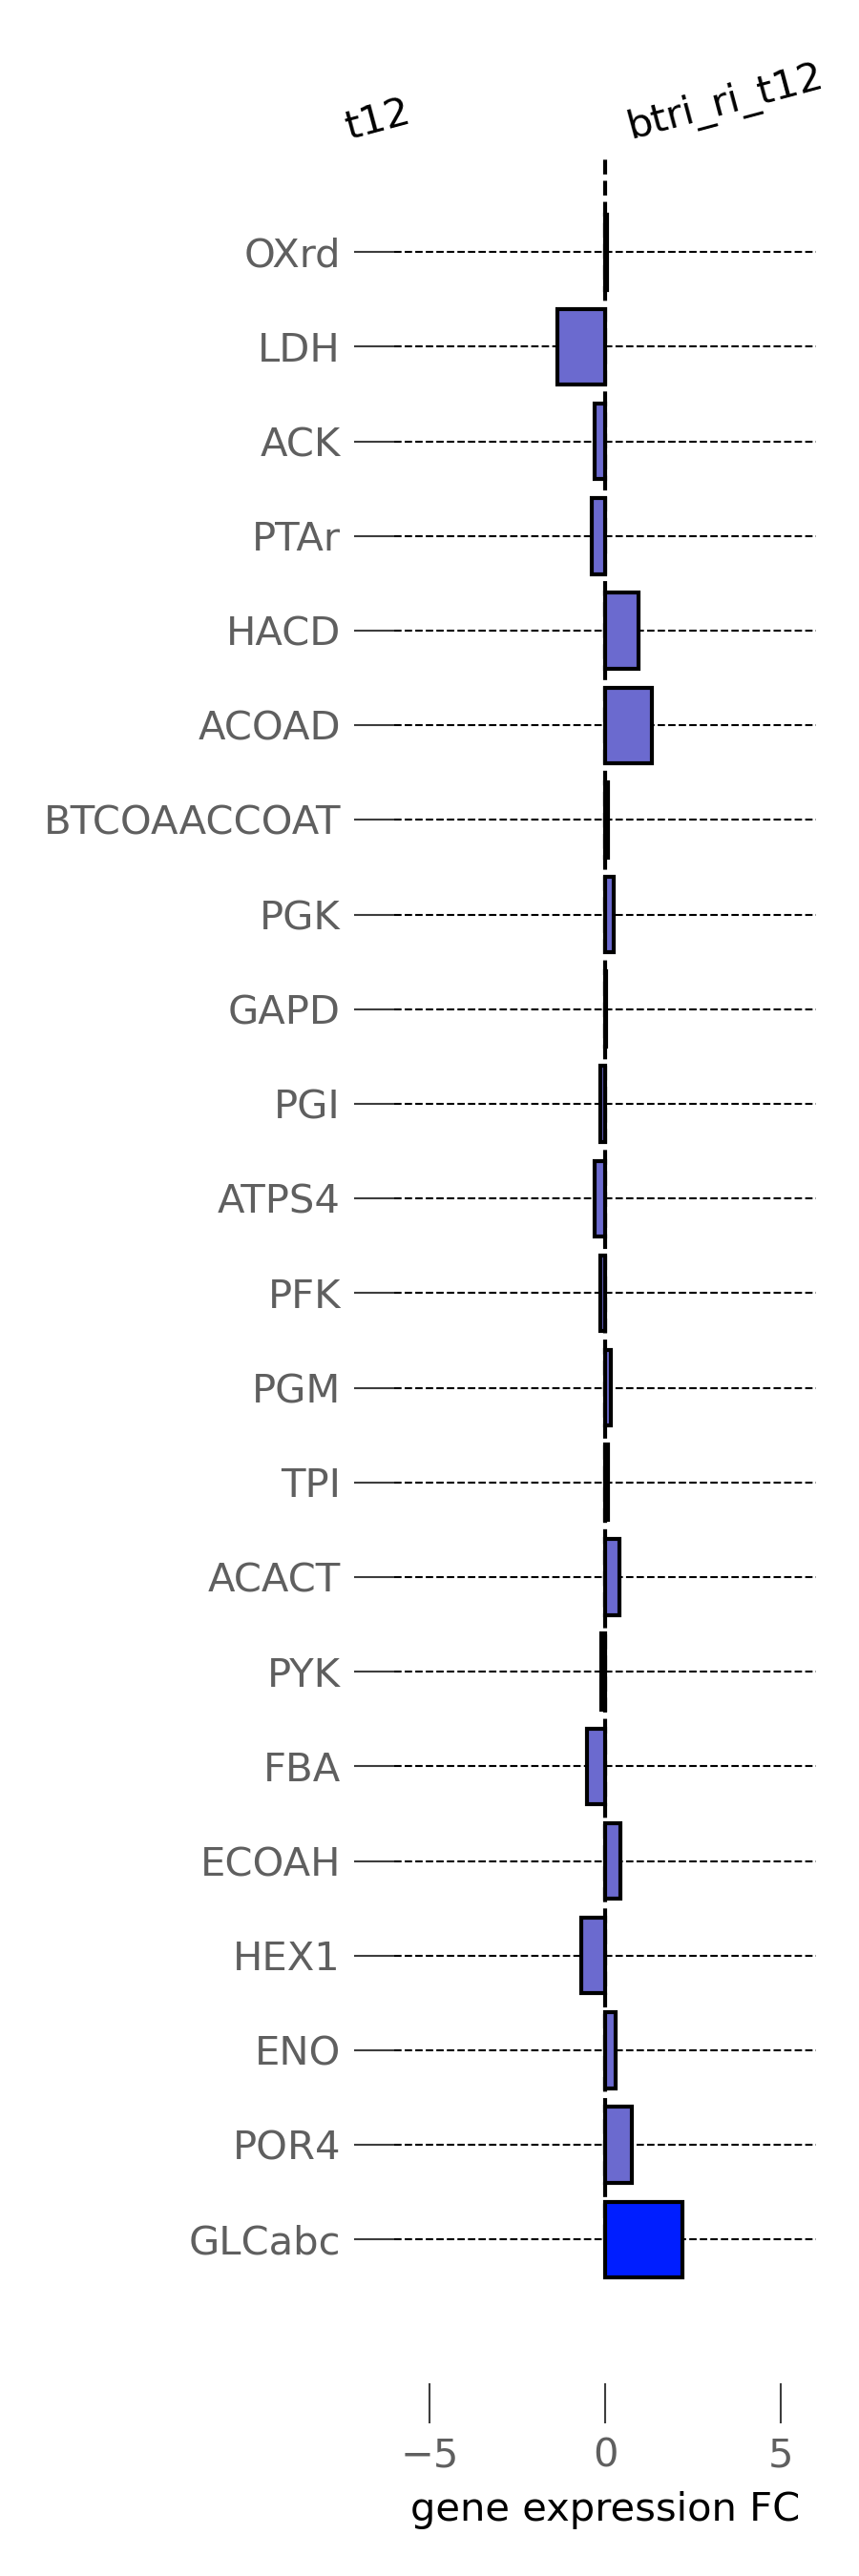 t12 btri_ri_t12
OXrd
LDH
ACK
PTAr
HACD
ACOAD
BTCOAACCOAT
PGK
GAPD
PGI
ATPS4
PFK
PGM
TPI
ACACT
PYK
FBA
ECOAH
HEX1
ENO
POR4
GLCabc
−5 0 5
gene expression FC